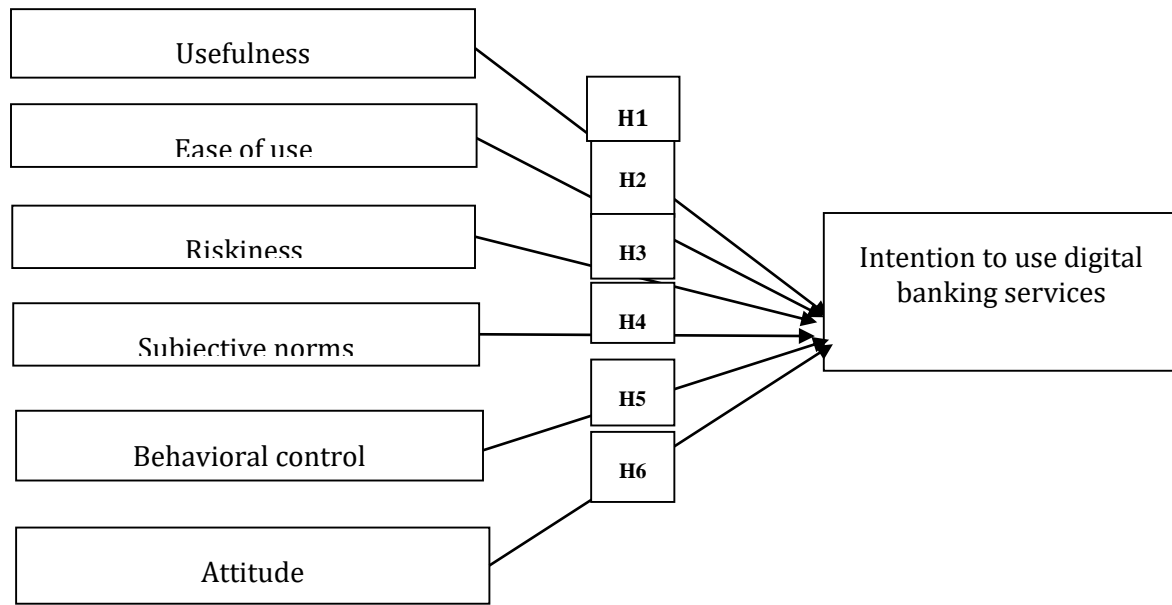 Usefulness
H1
Ease of use
H2
Riskiness
H3
Intention to use digital
banking services
Subjective norms
H4
H5
Behavioral control
H6
Attitude